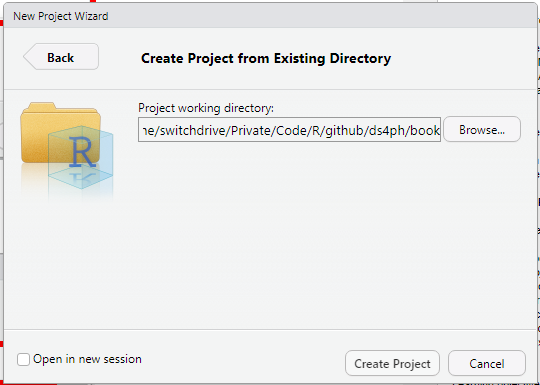 New Project Wizard
Back
Create Project from Existing Directory
Project working directory:
ne/switchdrive/Private/Code/R/github/ds4ph/book
Browse...
R
Open in new session
Create Project
Cancel